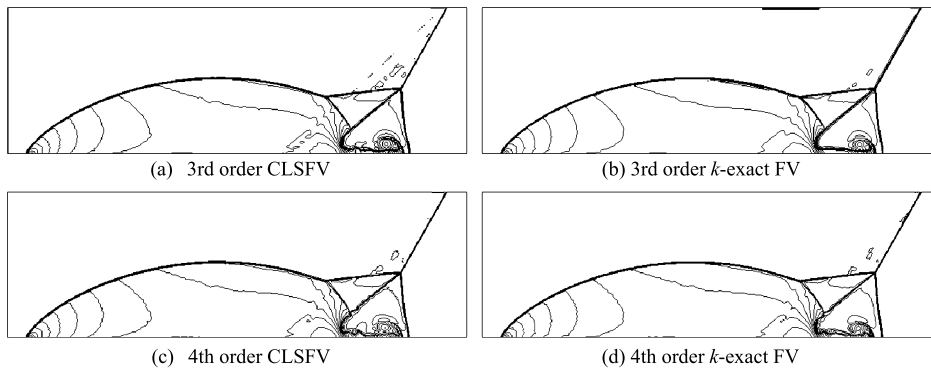 (a) 3rd order CLSFV
(b) 3rd order k-exact FV
(c) 4th order CLSFV
(d) 4th order k-exact FV